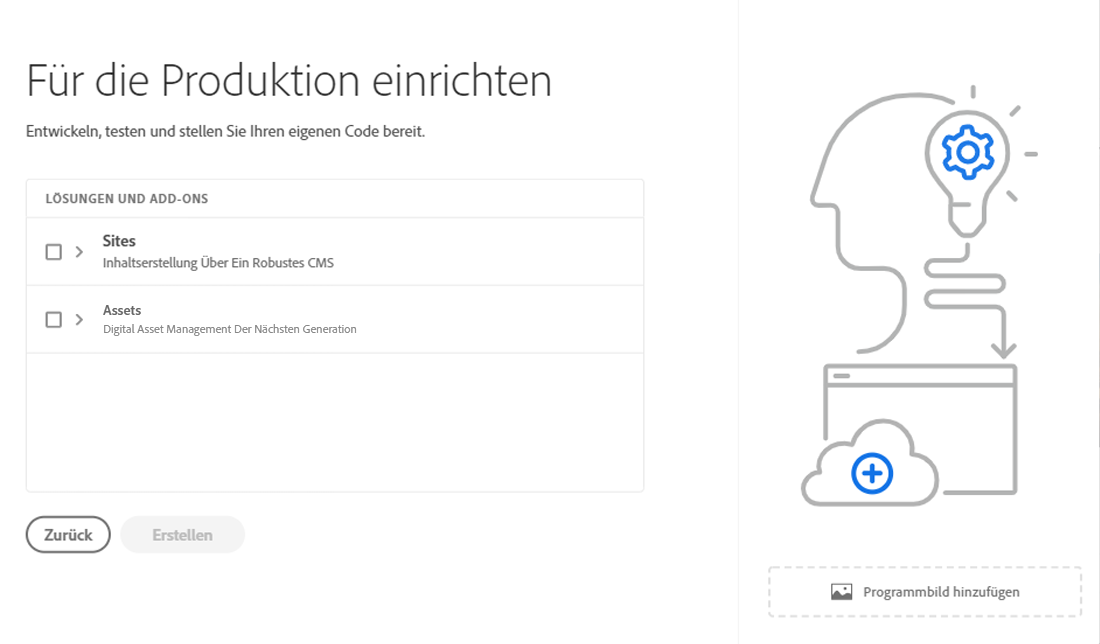 Für die Produktion einrichten
Entwickeln, testen und stellen Sie Ihren eigenen Code bereit.
LÖSUNGEN UND ADD-ONS
Sites
Inhaltserstellung Über Ein Robustes CMS
Assets
Digital Asset Management Der Nächsten Generation
Zurück
Erstellen
Programmbild hinzufügen